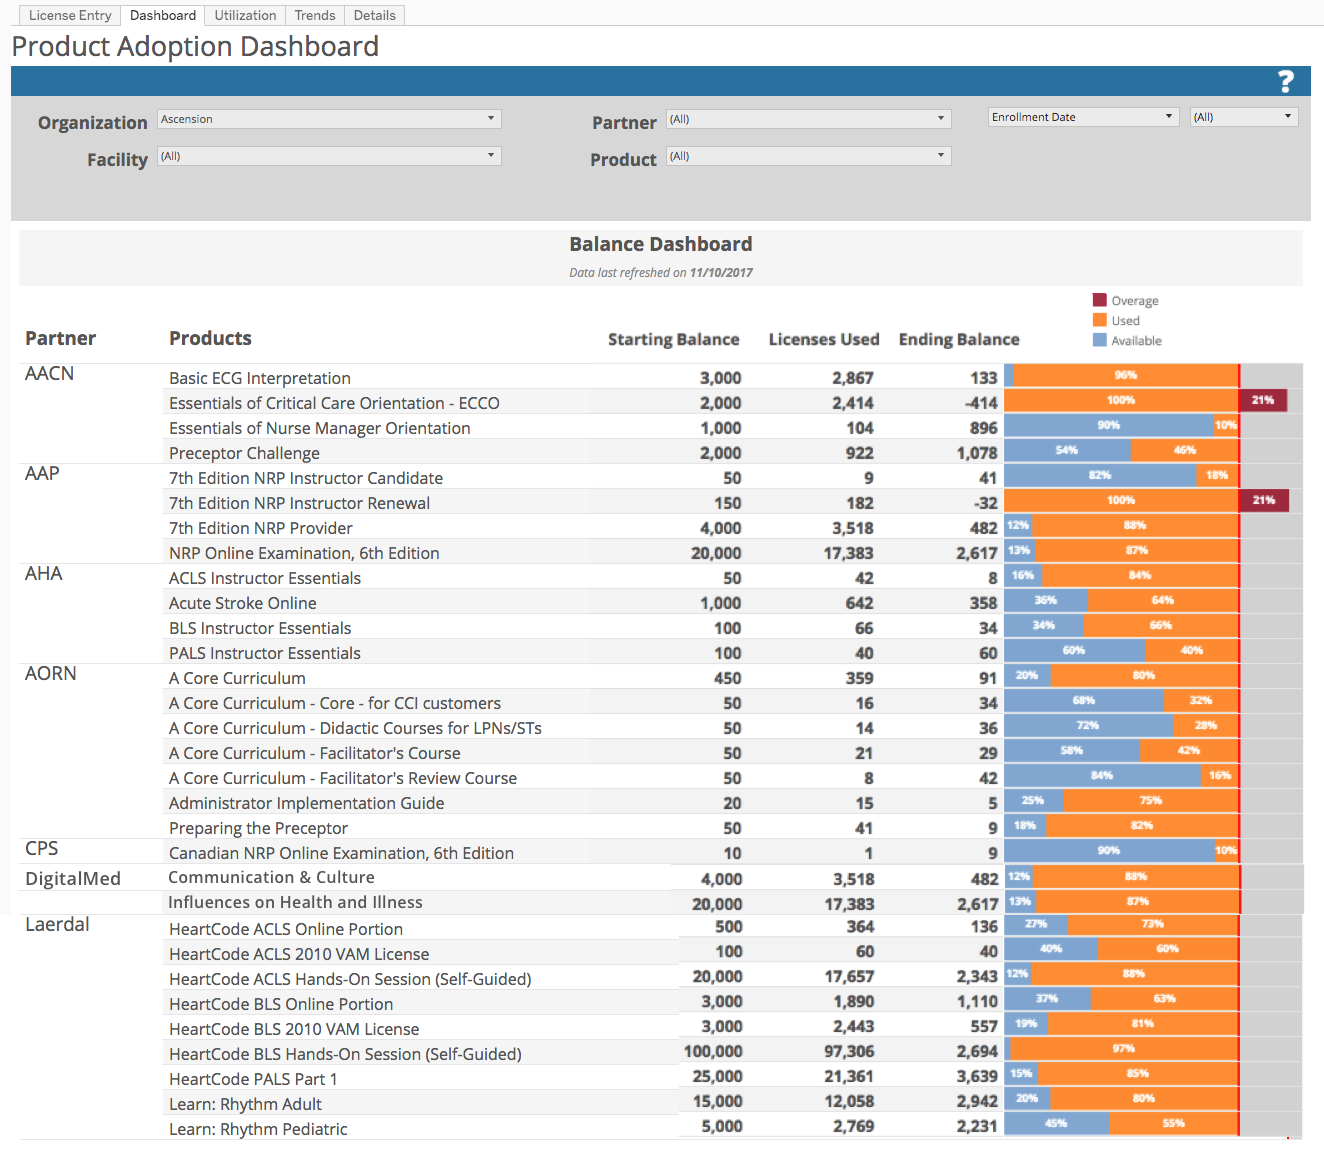 License Entry Dashboard Utilization Trends Details
Product Adoption Dashboard
?
Organization Ascension Partner (All) Enrollment Date (All)
Facility (All) Product (All)
Balance Dashboard
Data last refreshed on 11/10/2017
Overage
Used
Available
Partner Products Starting Balance Licenses Used Ending Balance
AACN Basic ECG Interpretation 3,000 2,867 133 96%
Essentials of Critical Care Orientation - ECCO 2,000 2,414 -414 100% 21%
Essentials of Nurse Manager Orientation 1,000 104 896 90% 10%
Preceptor Challenge 2,000 922 1,078 54% 46%
AAP 7th Edition NRP Instructor Candidate 50 9 41 82% 18%
7th Edition NRP Instructor Renewal 150 182 -32 100% 21%
7th Edition NRP Provider 4,000 3,518 482 12% 88%
NRP Online Examination, 6th Edition 20,000 17,383 2,617 13% 87%
AHA ACLS Instructor Essentials 50 42 8 16% 84%
Acute Stroke Online 1,000 642 358 36% 64%
BLS Instructor Essentials 100 66 34 34% 66%
PALS Instructor Essentials 100 40 60 60% 40%
AORN A Core Curriculum 450 359 91 20% 80%
A Core Curriculum - Core - for CCI customers 50 16 34 68% 32%
A Core Curriculum - Didactic Courses for LPNs/STs 50 14 36 72% 28%
A Core Curriculum - Facilitator's Course 50 21 29 58% 42%
A Core Curriculum - Facilitator's Review Course 50 8 42 84% 16%
Administrator Implementation Guide 20 15 5 25% 75%
Preparing the Preceptor 50 41 9 18% 82%
CPS Canadian NRP Online Examination, 6th Edition 10 1 9 90% 10%
DigitalMed Communication & Culture 4,000 3,518 482 12% 88%
Influences on Health and Illness 20,000 17,383 2,617 13% 87%
Laerdal HeartCode ACLS Online Portion 500 364 136 27% 73%
HeartCode ACLS 2010 VAM License 100 60 40 40% 60%
HeartCode ACLS Hands-On Session (Self-Guided) 20,000 17,657 2,343 12% 88%
HeartCode BLS Online Portion 3,000 1,890 1,110 37% 63%
HeartCode BLS 2010 VAM License 3,000 2,443 557 19% 81%
HeartCode BLS Hands-On Session (Self-Guided) 100,000 97,306 2,694 97%
HeartCode PALS Part 1 25,000 21,361 3,639 15% 85%
Learn: Rhythm Adult 15,000 12,058 2,942 20% 80%
Learn: Rhythm Pediatric 5,000 2,769 2,231 45% 55%